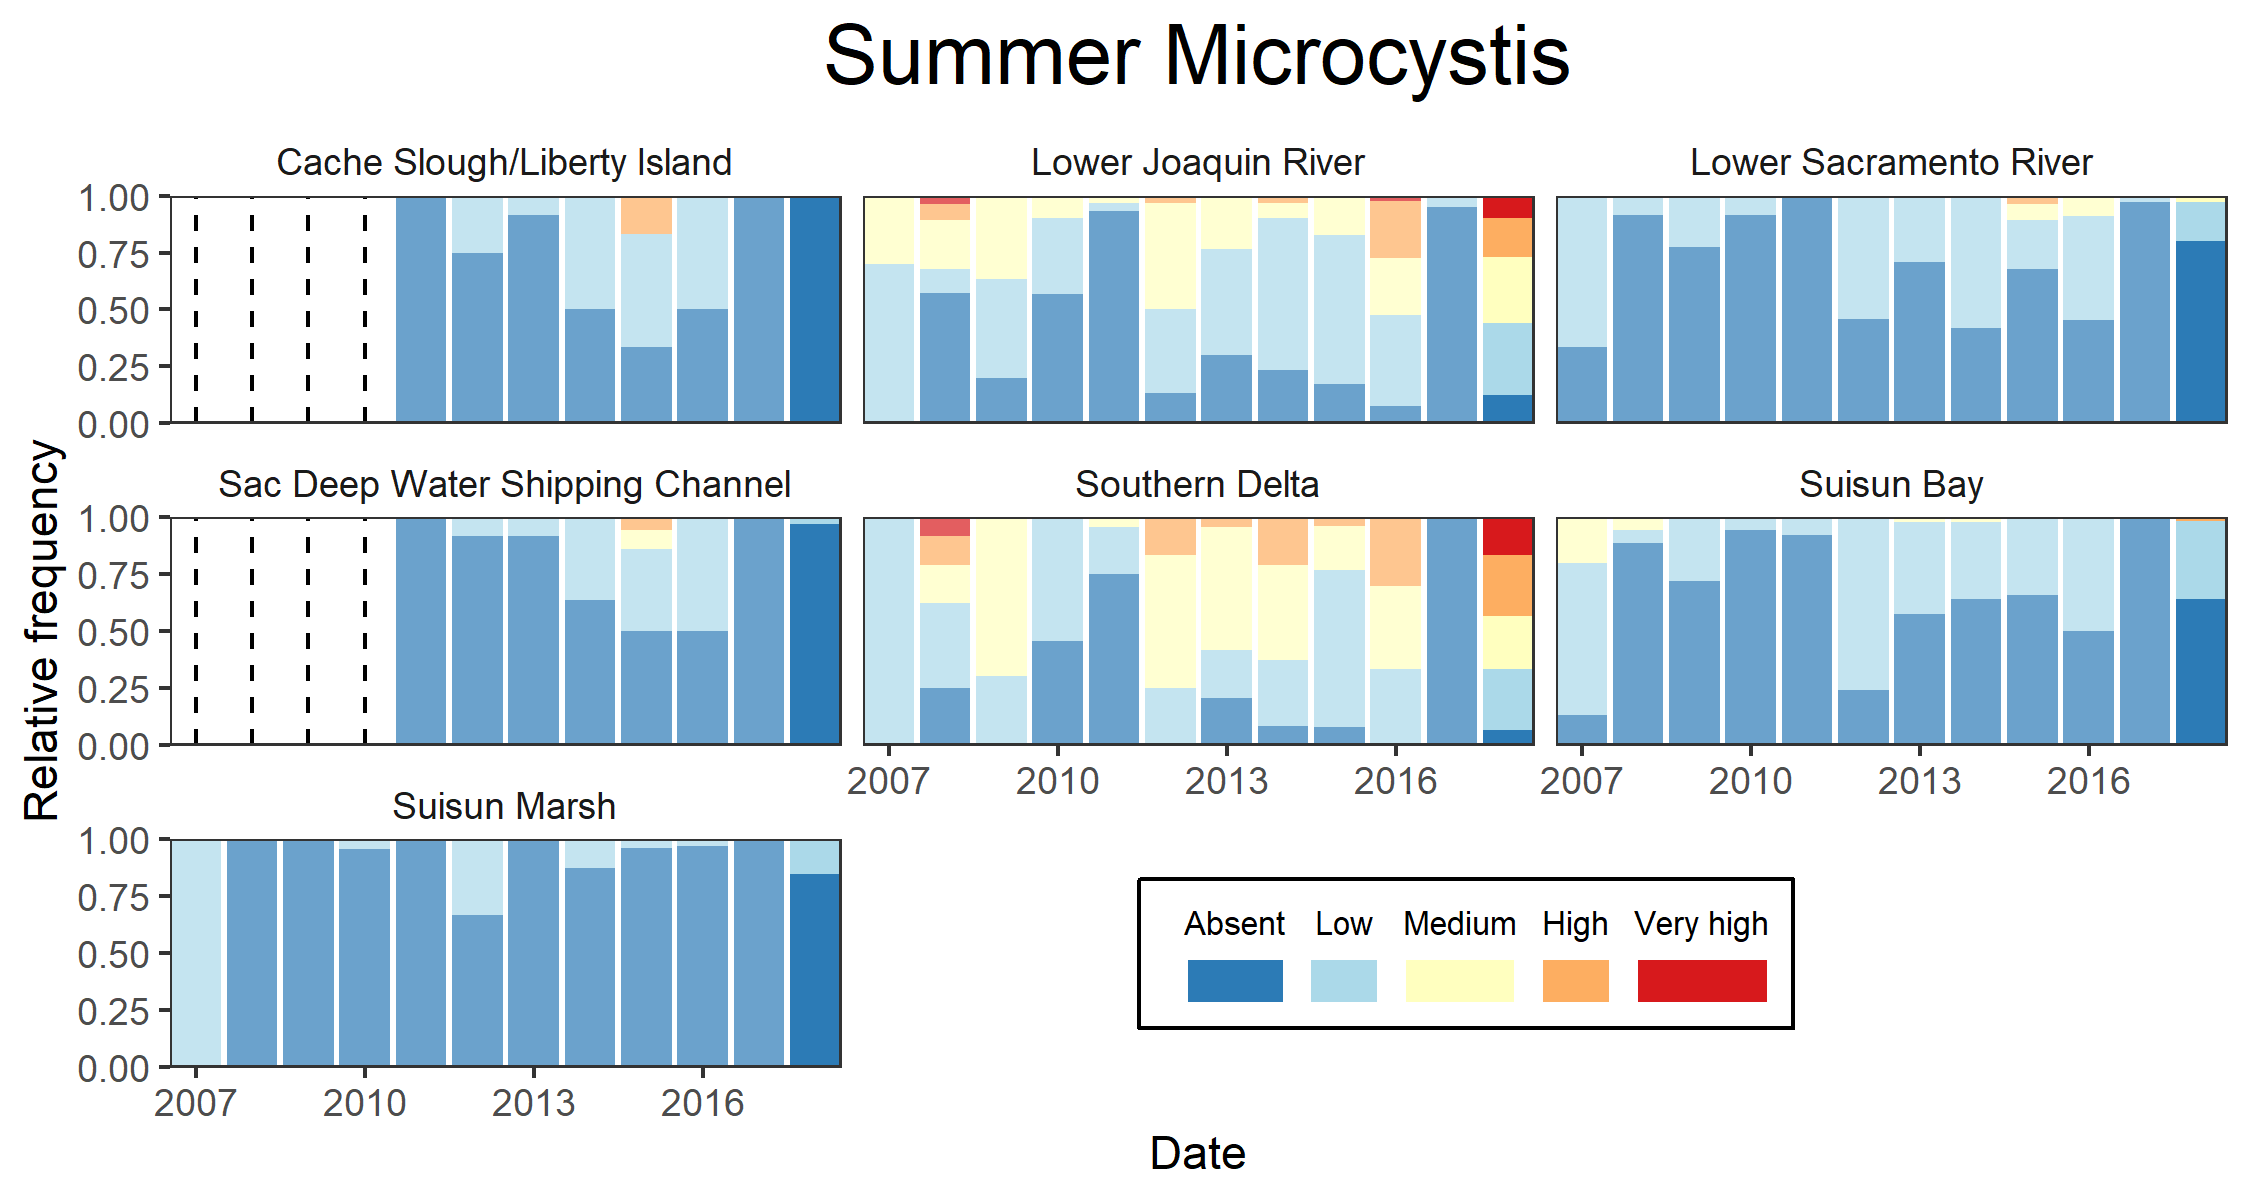 Summer Microcystis
Cache Slough/Liberty Island
Lower Joaquin River
Lower Sacramento River
1.00
0.75
0.50
0.25
0.00
Sac Deep Water Shipping Channel
Southern Delta
Suisun Bay
1.00
0.75
0.50
0.25
0.00
2007 2010 2013 2016
2007 2010 2013 2016
Relative frequency
Suisun Marsh
1.00
0.75
0.50
0.25
0.00
2007 2010 2013 2016
Absent Low Medium High Very high
Date